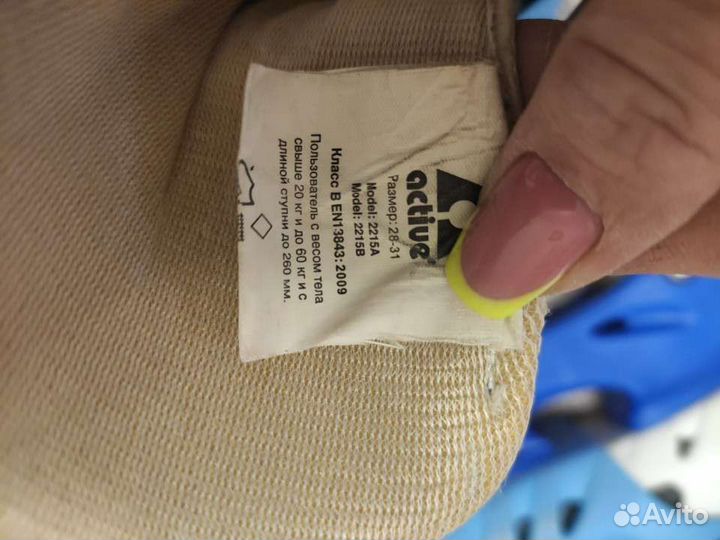 active®
Размер: 28-31
Model: 2215A
Model: 2215B
Класс B EN13843: 2009
Пользователь с весом тела
свыше 20 кг и до 60 кг и с
длиной ступни до 260 мм.
Avito